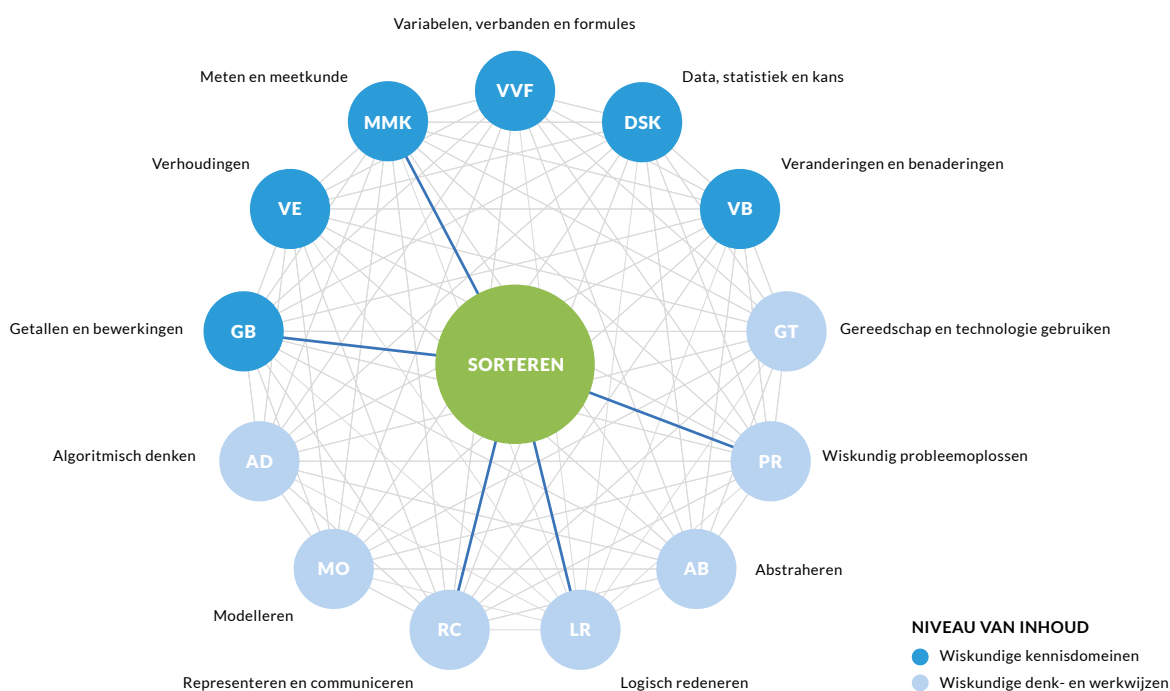 Variabelen, verbanden en formules
Meten en meetkunde
Data, statistiek en kans
VVF
MMK
DSK
Verhoudingen
Veranderingen en benaderingen
VE
VB
Getallen en bewerkingen
GB
GT
Gereedschap en technologie gebruiken
SORTEREN
Algoritmisch denken
AD
PR
Wiskundig probleemoplossen
MO
AB
Abstraheren
Modelleren
RC
LR
Representeren en communiceren
Logisch redeneren
NIVEAU VAN INHOUD
Wiskundige kennisdomeinen
Wiskundige denk- en werkwijzen